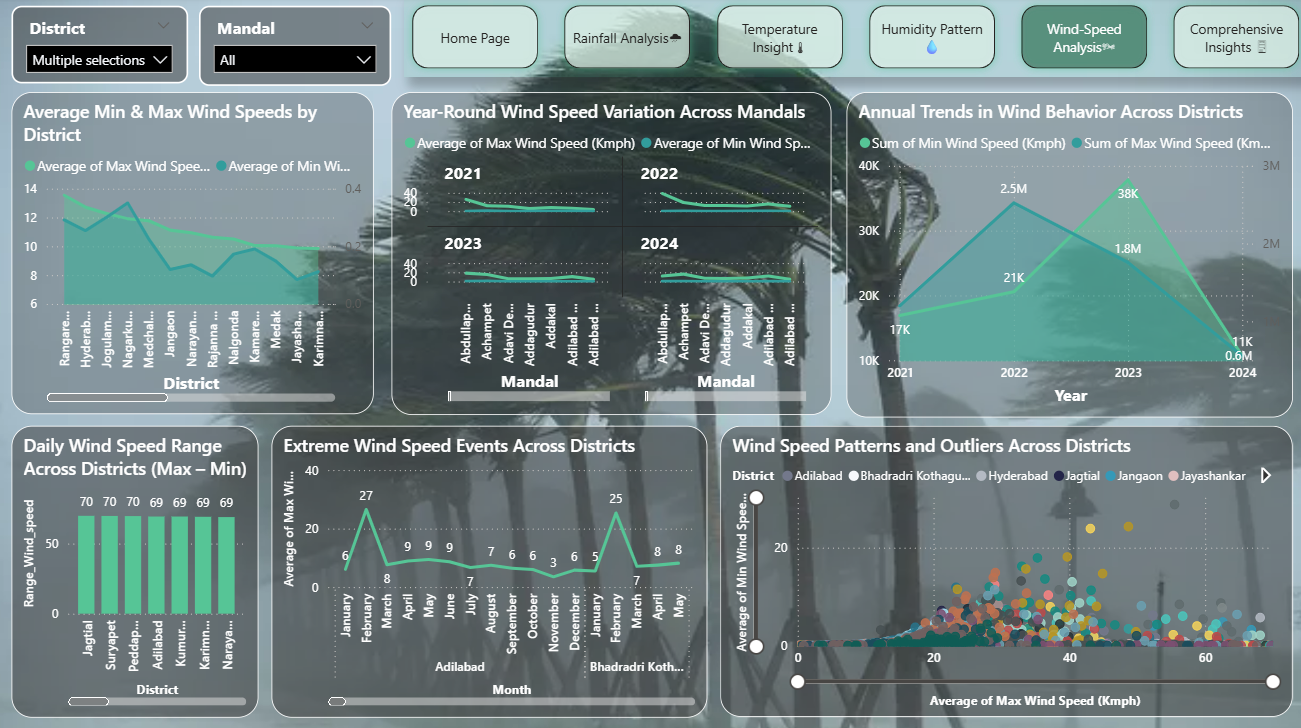 District
Multiple selections
Mandal
All
Home Page
Rainfall Analysis🌧
Temperature
Insight🌡
Humidity Pattern
💧
Wind-Speed
Analysis🌬
Comprehensive
Insights 🧾
Average Min & Max Wind Speeds by
District
Average of Max Wind Spee... Average of Min Wi...
14
12
10
8
6
0.4
0.2
0.0
Rangare...
Hyderab...
Jogulam...
Nagarku...
Medchal...
Jangaon
Narayan...
Rajanna ...
Nalgonda
Kamare...
Medak
Jayasha...
Karimna...
District
Year-Round Wind Speed Variation Across Mandals
Average of Max Wind Speed (Kmph) Average of Min Wind Sp...
2021
2022
40
20
0
2023
2024
40
20
0
Abdullap...
Achampet
Adavi De...
Addagudur
Addakal
Adilabad ...
Adilabad ...
Abdullap...
Achampet
Adavi De...
Addagudur
Addakal
Adilabad ...
Adilabad ...
Mandal
Mandal
Annual Trends in Wind Behavior Across Districts
Sum of Min Wind Speed (Kmph) Sum of Max Wind Speed (Km...
40K
30K
20K
10K
3M
2M
17K
2.5M
21K
38K
1.8M
11K
0.6M
2021
2022
2023
2024
Year
Daily Wind Speed Range
Across Districts (Max – Min)
Range_Wind_speed
50
0
70
70
70
69
69
69
69
Jagtial
Suryapet
Peddap...
Adilabad
Kumur...
Karimn...
Naraya...
District
Extreme Wind Speed Events Across Districts
Average of Max Wi...
40
20
0
6
27
8
9
9
9
7
7
6
6
3
6
5
25
7
8
8
January
February
March
April
May
June
July
August
September
October
November
December
January
February
March
April
May
Adilabad
Bhadradri Koth...
Month
Wind Speed Patterns and Outliers Across Districts
District Adilabad Bhadradri Kothagu... Hyderabad Jagtial Jangaon Jayashankar
Average of Min Wind Spee...
20
0
0
20
40
60
Average of Max Wind Speed (Kmph)